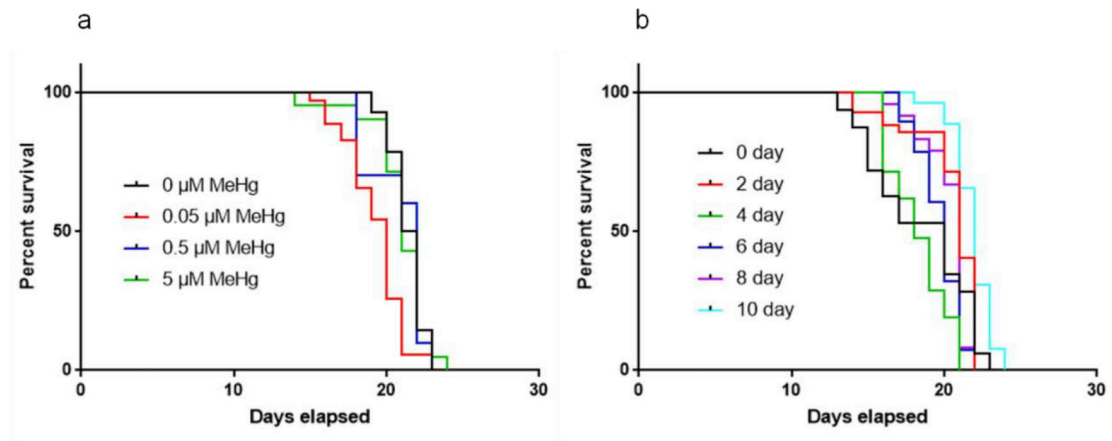 a
b
Percent survival
100
50
0
0 µM MeHg
0.05 µM MeHg
0.5 µM MeHg
5 µM MeHg
0
10
20
30
Days elapsed
Percent survival
100
50
0
0 day
2 day
4 day
6 day
8 day
10 day
0
10
20
30
Days elapsed